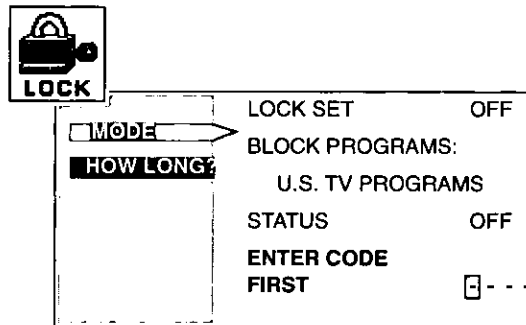 LOCK
LOCK SET OFF
MODE
BLOCK PROGRAMS:
HOW LONG?
U.S. TV PROGRAMS
STATUS OFF
ENTER CODE
FIRST - - - -